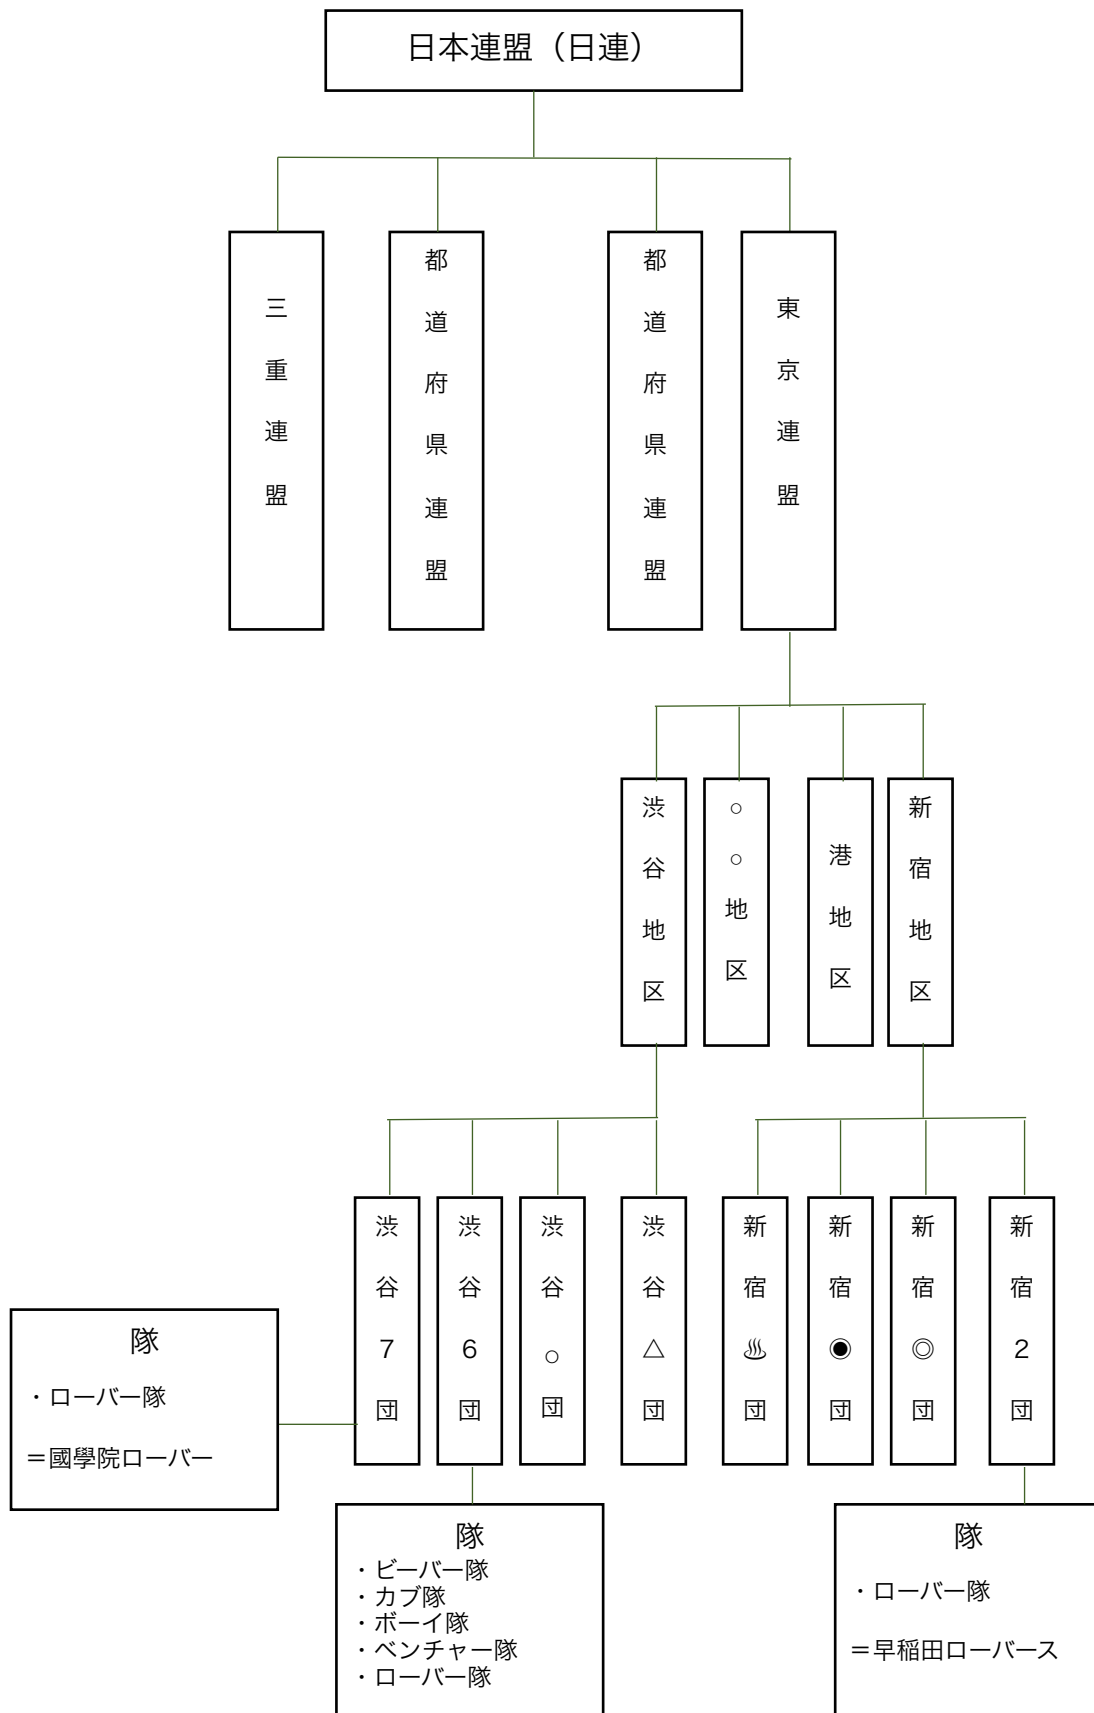 日本連盟（日連）
三重連盟
都道府県連盟
都道府県連盟
東京連盟
渋谷地区
○○地区
港地区
新宿地区
渋谷７団
渋谷６団
渋谷○団
渋谷△団
新宿♨団
新宿◉団
新宿◎団
新宿２団
隊
・ローバー隊
＝國學院ローバー
隊
・ビーバー隊
・カブ隊
・ボーイ隊
・ベンチャー隊
・ローバー隊
隊
・ローバー隊
＝早稲田ローバース